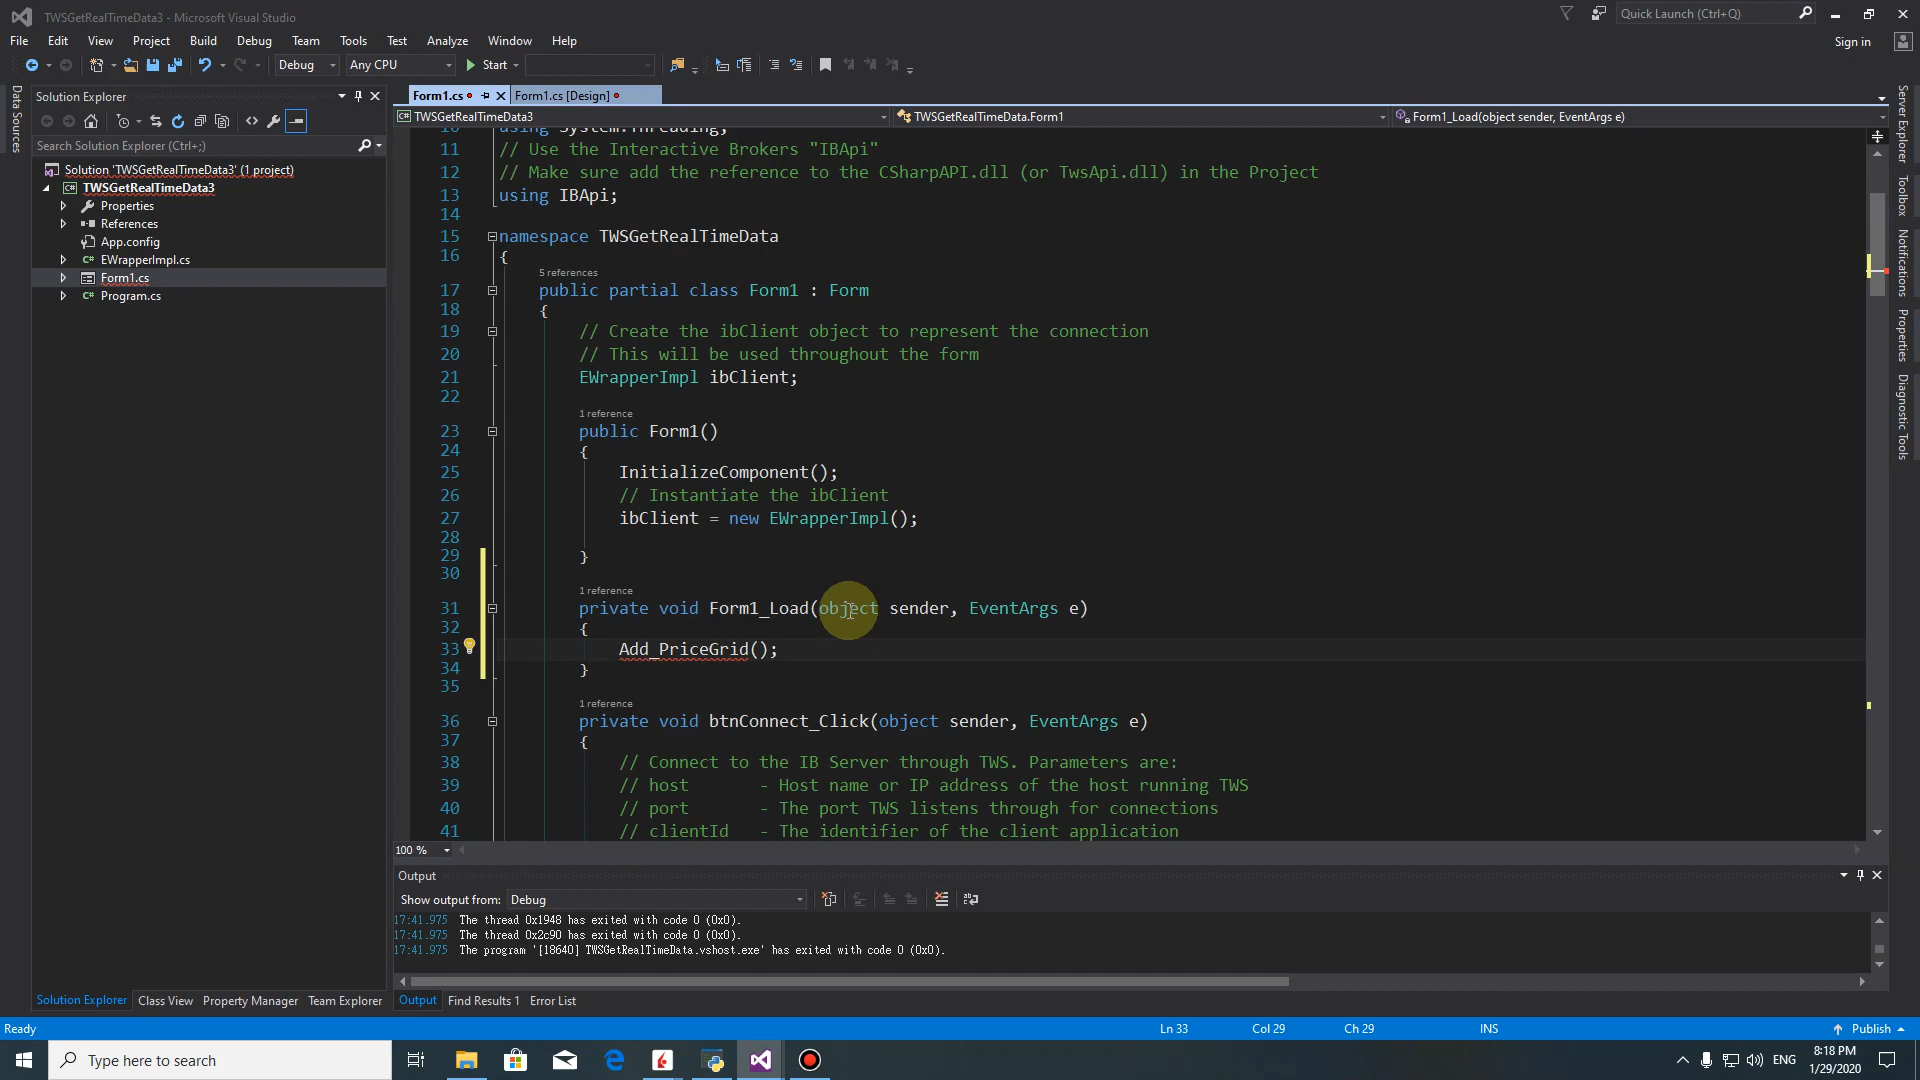 TWSGetRealTimeData3 - Microsoft Visual Studio
Quick Launch (Ctrl+Q)
File Edit View Project Build Debug Team Tools Test Analyze Window Help
Sign in
Debug Any CPU Start
Data Sources
Solution Explorer
Search Solution Explorer (Ctrl+;)
Solution 'TWSGetRealTimeData3' (1 project)
TWSGetRealTimeData3
Properties
References
App.config
EWrapperImpl.cs
Form1.cs
Program.cs
Form1.cs Form1.cs [Design]
TWSGetRealTimeData3 TWSGetRealTimeData.Form1 Form1_Load(object sender, EventArgs e)
10 using System.Threading;
11 // Use the Interactive Brokers "IBApi"
12 // Make sure add the reference to the CSharpAPI.dll (or TwsApi.dll) in the Project
13 using IBApi;
14
15 namespace TWSGetRealTimeData
16 {
5 references
17 public partial class Form1 : Form
18 {
19 // Create the ibClient object to represent the connection
20 // This will be used throughout the form
21 EWrapperImpl ibClient;
22
1 reference
23 public Form1()
24 {
25 InitializeComponent();
26 // Instantiate the ibClient
27 ibClient = new EWrapperImpl();
28
29 }
30
1 reference
31 private void Form1_Load(object sender, EventArgs e)
32 {
33 Add_PriceGrid();
34 }
35
1 reference
36 private void btnConnect_Click(object sender, EventArgs e)
37 {
38 // Connect to the IB Server through TWS. Parameters are:
39 // host - Host name or IP address of the host running TWS
40 // port - The port TWS listens through for connections
41 // clientId - The identifier of the client application
100 %
Server Explorer
Toolbox
Notifications
Properties
Diagnostic Tools
Output
Show output from: Debug
17:41.975 The thread 0x1948 has exited with code 0 (0x0).
17:41.975 The thread 0x2c90 has exited with code 0 (0x0).
17:41.975 The program '[18640] TWSGetRealTimeData.vshost.exe' has exited with code 0 (0x0).
Solution Explorer Class View Property Manager Team Explorer
Output Find Results 1 Error List
Ready Ln 33 Col 29 Ch 29 INS Publish
Type here to search
ENG
8:18 PM
1/29/2020